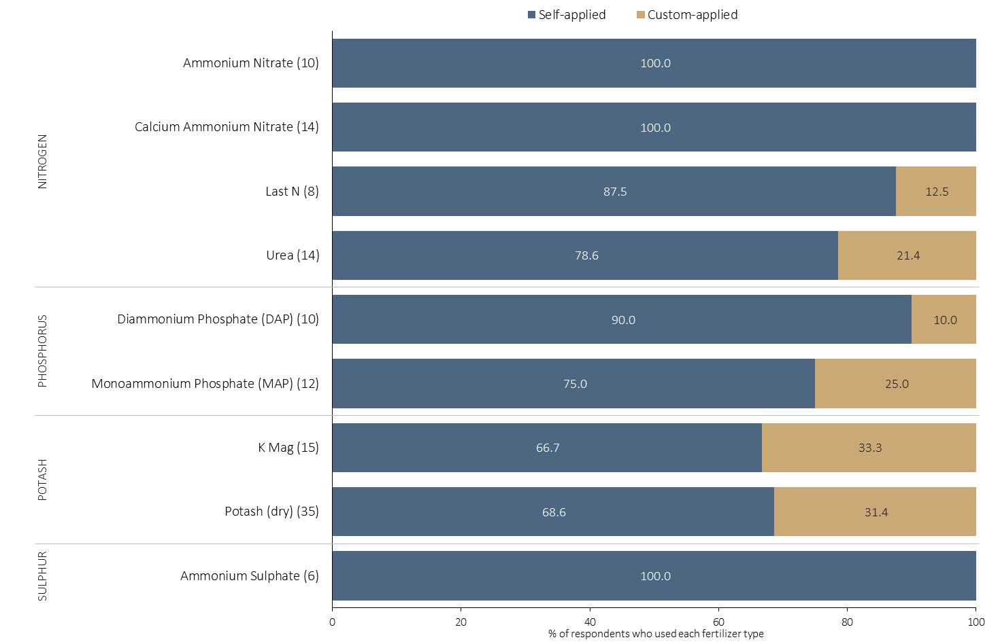 Self-applied Custom-applied
NITROGEN
Ammonium Nitrate (10) 100.0
Calcium Ammonium Nitrate (14) 100.0
Last N (8) 87.5 12.5
Urea (14) 78.6 21.4
PHOSPHORUS
Diammonium Phosphate (DAP) (10) 90.0 10.0
Monoammonium Phosphate (MAP) (12) 75.0 25.0
POTASH
K Mag (15) 66.7 33.3
Potash (dry) (35) 68.6 31.4
SULPHUR
Ammonium Sulphate (6) 100.0
0 20 40 60 80 100
% of respondents who used each fertilizer type